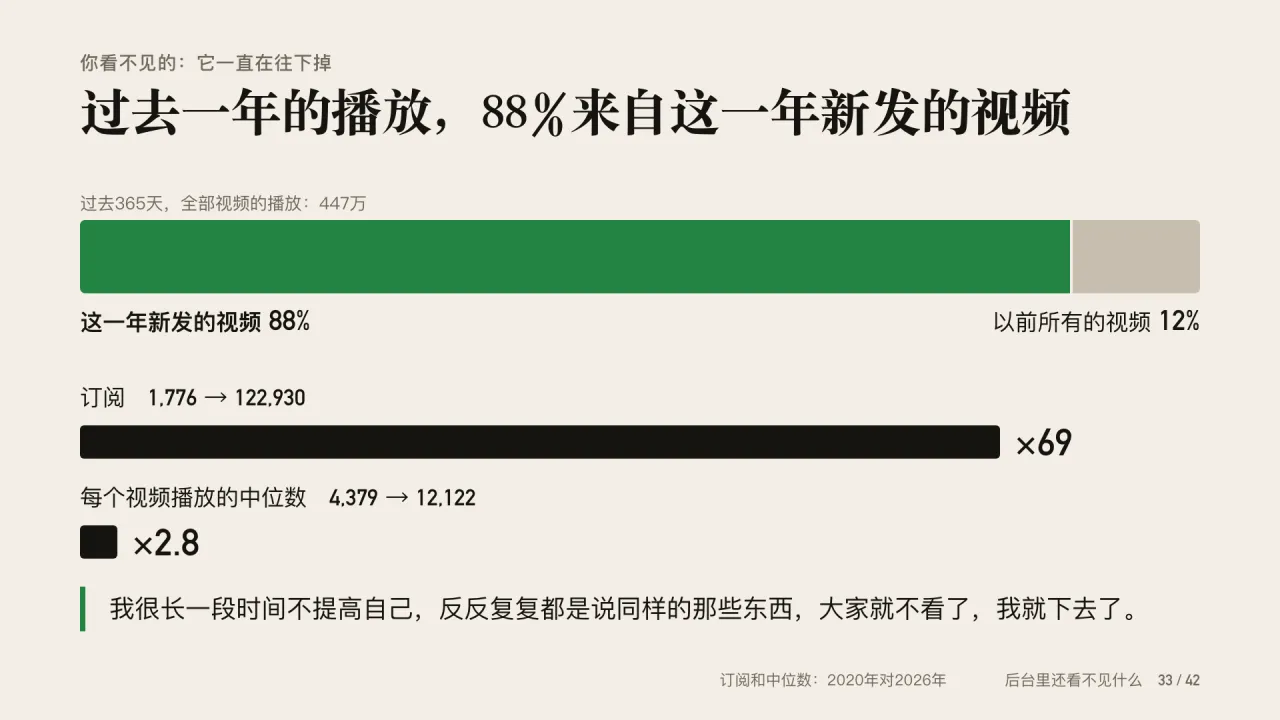 你看不见的：它一直在往下掉
过去一年的播放，88%来自这一年新发的视频
过去365天，全部视频的播放：447万
这一年新发的视频 88%
以前所有的视频 12%
订阅 1,776 → 122,930
×69
每个视频播放的中位数 4,379 → 12,122
×2.8
我很长一段时间不提高自己，反反复复都是说同样的那些东西，大家就不看了，我就下去了。
订阅和中位数：2020年对2026年
后台里还看不见什么 33 / 42